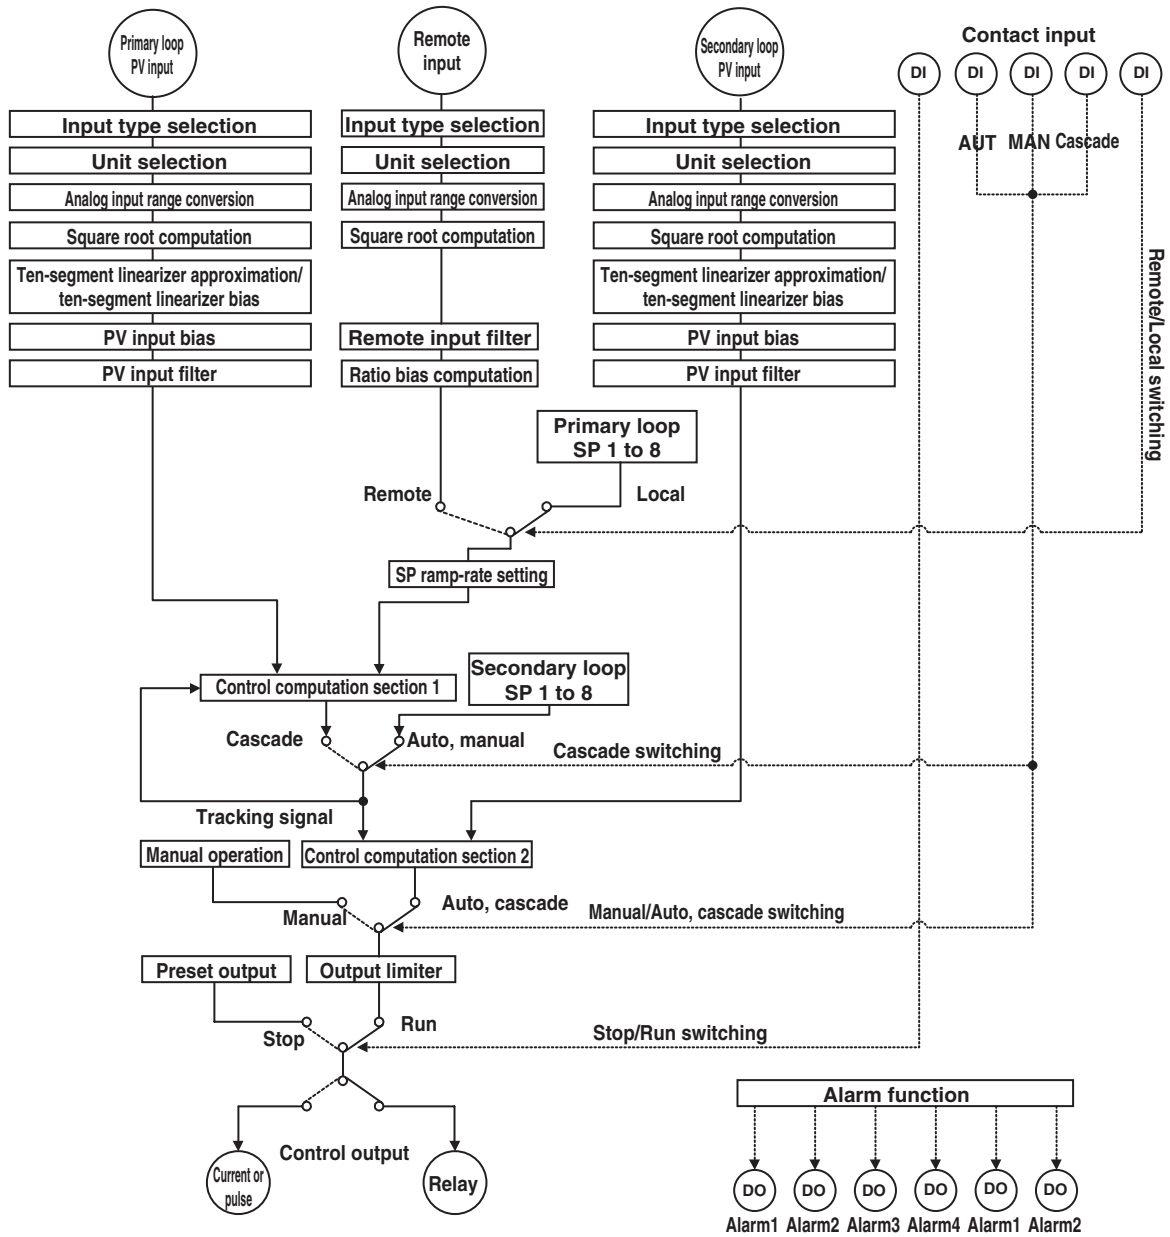 Primary loop
PV input
Remote
input
Secondary loop
PV input
Contact input
DI
DI
DI
DI
DI
AUT
MAN
Cascade
Input type selection
Input type selection
Input type selection
Unit selection
Unit selection
Unit selection
Analog input range conversion
Analog input range conversion
Analog input range conversion
Square root computation
Square root computation
Square root computation
Ten-segment linearizer approximation/
ten-segment linearizer bias
Ten-segment linearizer approximation/
ten-segment linearizer bias
PV input bias
Remote input filter
PV input bias
PV input filter
Ratio bias computation
PV input filter
Remote/Local switching
Primary loop
SP 1 to 8
Remote
Local
SP ramp-rate setting
Control computation section 1
Secondary loop
SP 1 to 8
Cascade
Auto, manual
Cascade switching
Tracking signal
Manual operation
Control computation section 2
Manual
Auto, cascade
Manual/Auto, cascade switching
Preset output
Output limiter
Stop
Run
Stop/Run switching
Control output
Current or
pulse
Relay
Alarm function
DO
DO
DO
DO
DO
DO
Alarm1
Alarm2
Alarm3
Alarm4
Alarm1
Alarm2